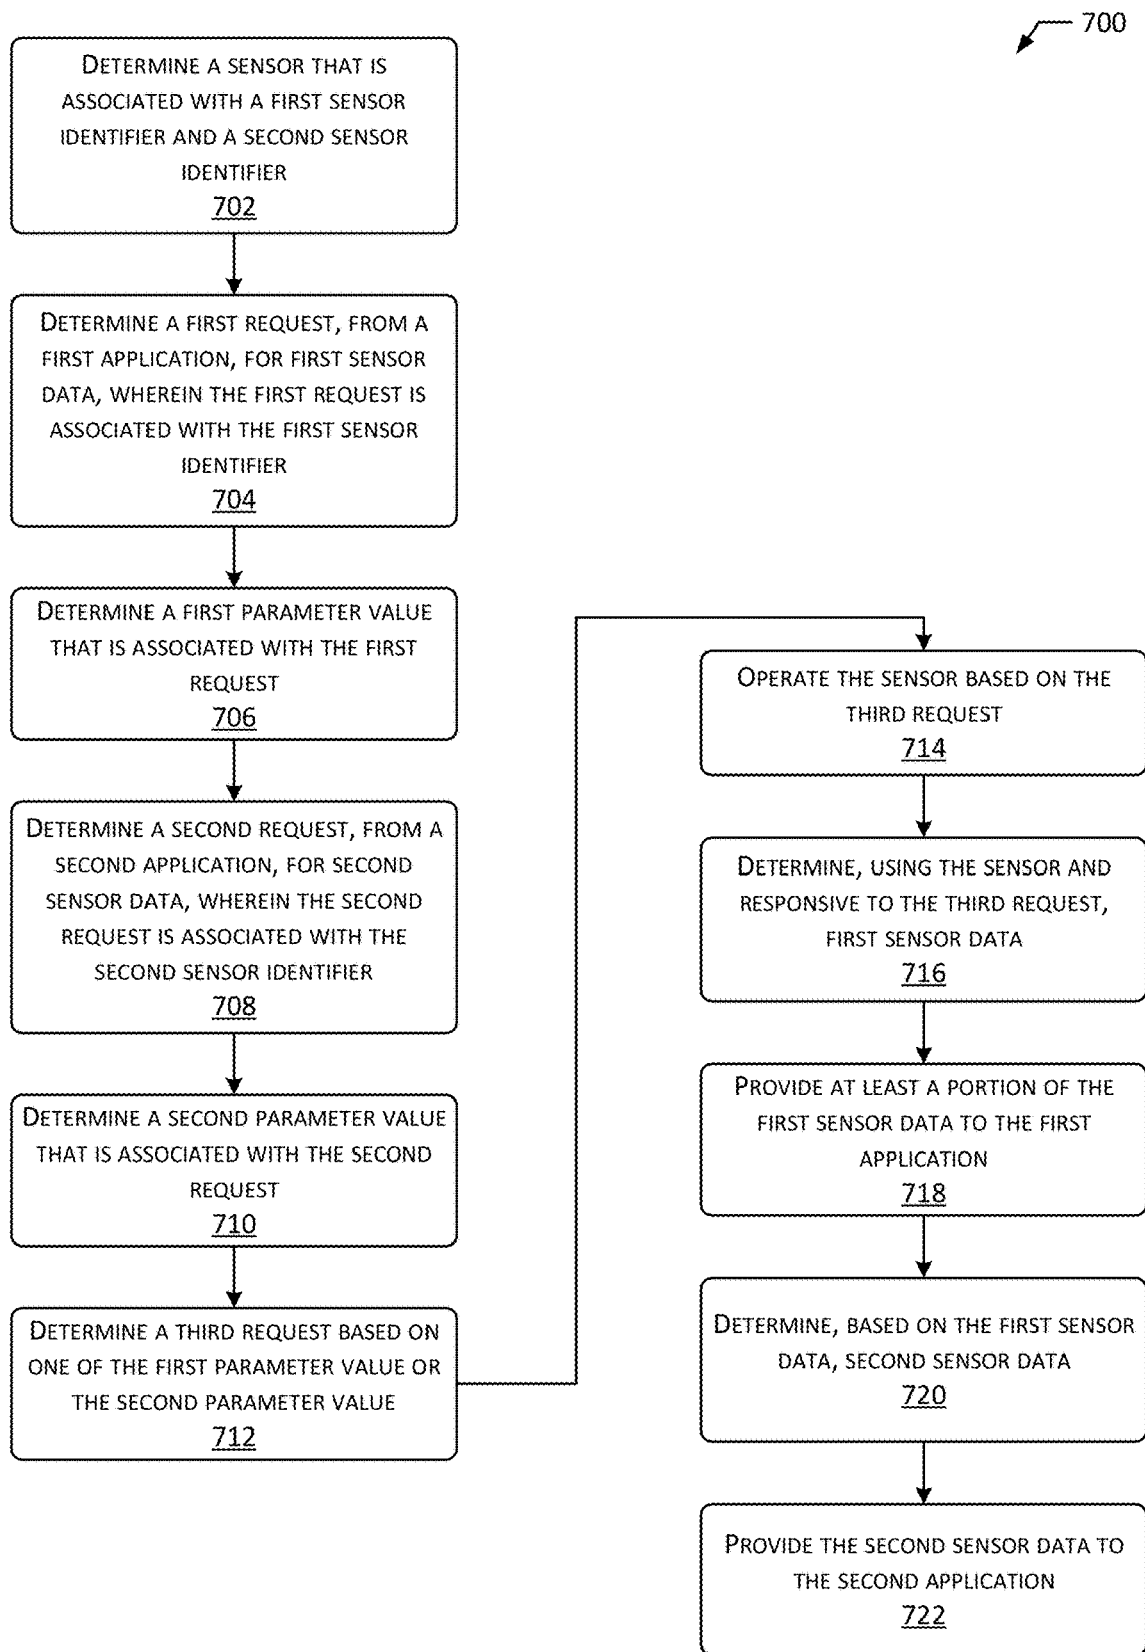 700
DETERMINE A SENSOR THAT IS
ASSOCIATED WITH A FIRST SENSOR
IDENTIFIER AND A SECOND SENSOR
IDENTIFIER
702
DETERMINE A FIRST REQUEST, FROM A
FIRST APPLICATION, FOR FIRST SENSOR
DATA, WHEREIN THE FIRST REQUEST IS
ASSOCIATED WITH THE FIRST SENSOR
IDENTIFIER
704
DETERMINE A FIRST PARAMETER VALUE
THAT IS ASSOCIATED WITH THE FIRST
REQUEST
706
DETERMINE A SECOND REQUEST, FROM A
SECOND APPLICATION, FOR SECOND
SENSOR DATA, WHEREIN THE SECOND
REQUEST IS ASSOCIATED WITH THE
SECOND SENSOR IDENTIFIER
708
DETERMINE A SECOND PARAMETER VALUE
THAT IS ASSOCIATED WITH THE SECOND
REQUEST
710
DETERMINE A THIRD REQUEST BASED ON
ONE OF THE FIRST PARAMETER VALUE OR
THE SECOND PARAMETER VALUE
712
OPERATE THE SENSOR BASED ON THE
THIRD REQUEST
714
DETERMINE, USING THE SENSOR AND
RESPONSIVE TO THE THIRD REQUEST,
FIRST SENSOR DATA
716
PROVIDE AT LEAST A PORTION OF THE
FIRST SENSOR DATA TO THE FIRST
APPLICATION
718
DETERMINE, BASED ON THE FIRST SENSOR
DATA, SECOND SENSOR DATA
720
PROVIDE THE SECOND SENSOR DATA TO
THE SECOND APPLICATION
722